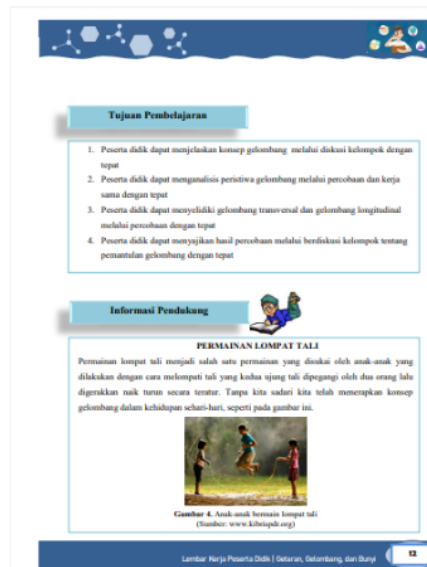 Tujuan Pembelajaran
1. Peserta didik dapat menjelaskan konsep gelombang melalui diskusi kelompok dengan
tepat
2. Peserta didik dapat menganalisis peristiwa gelombang melalui percobaan dan kerja
sama dengan tepat
3. Peserta didik dapat menyelidiki gelombang transversal dan gelombang longitudinal
melalui percobaan dengan tepat
4. Peserta didik dapat menyajikan hasil percobaan melalui berdiskusi kelompok tentang
pemantulan gelombang dengan tepat
Informasi Pendukung
PERMAINAN LOMPAT TALI
Permainan lompat tali menjadi salah satu permainan yang disukai oleh anak-anak yang
dilakukan dengan cara melompati tali yang kedua ujung tali dipegangi oleh dua orang lalu
digerakkan naik turun secara teratur. Tanpa kita sadari kita telah menerapkan konsep
gelombang dalam kehidupan sehari-hari, seperti pada gambar ini.
Gambar 4. Anak-anak bermain lompat tali
(Sumber: www.kibrispdr.org)
Lembar Kerja Peserta Didik | Getaran, Gelombang, dan Bunyi
12